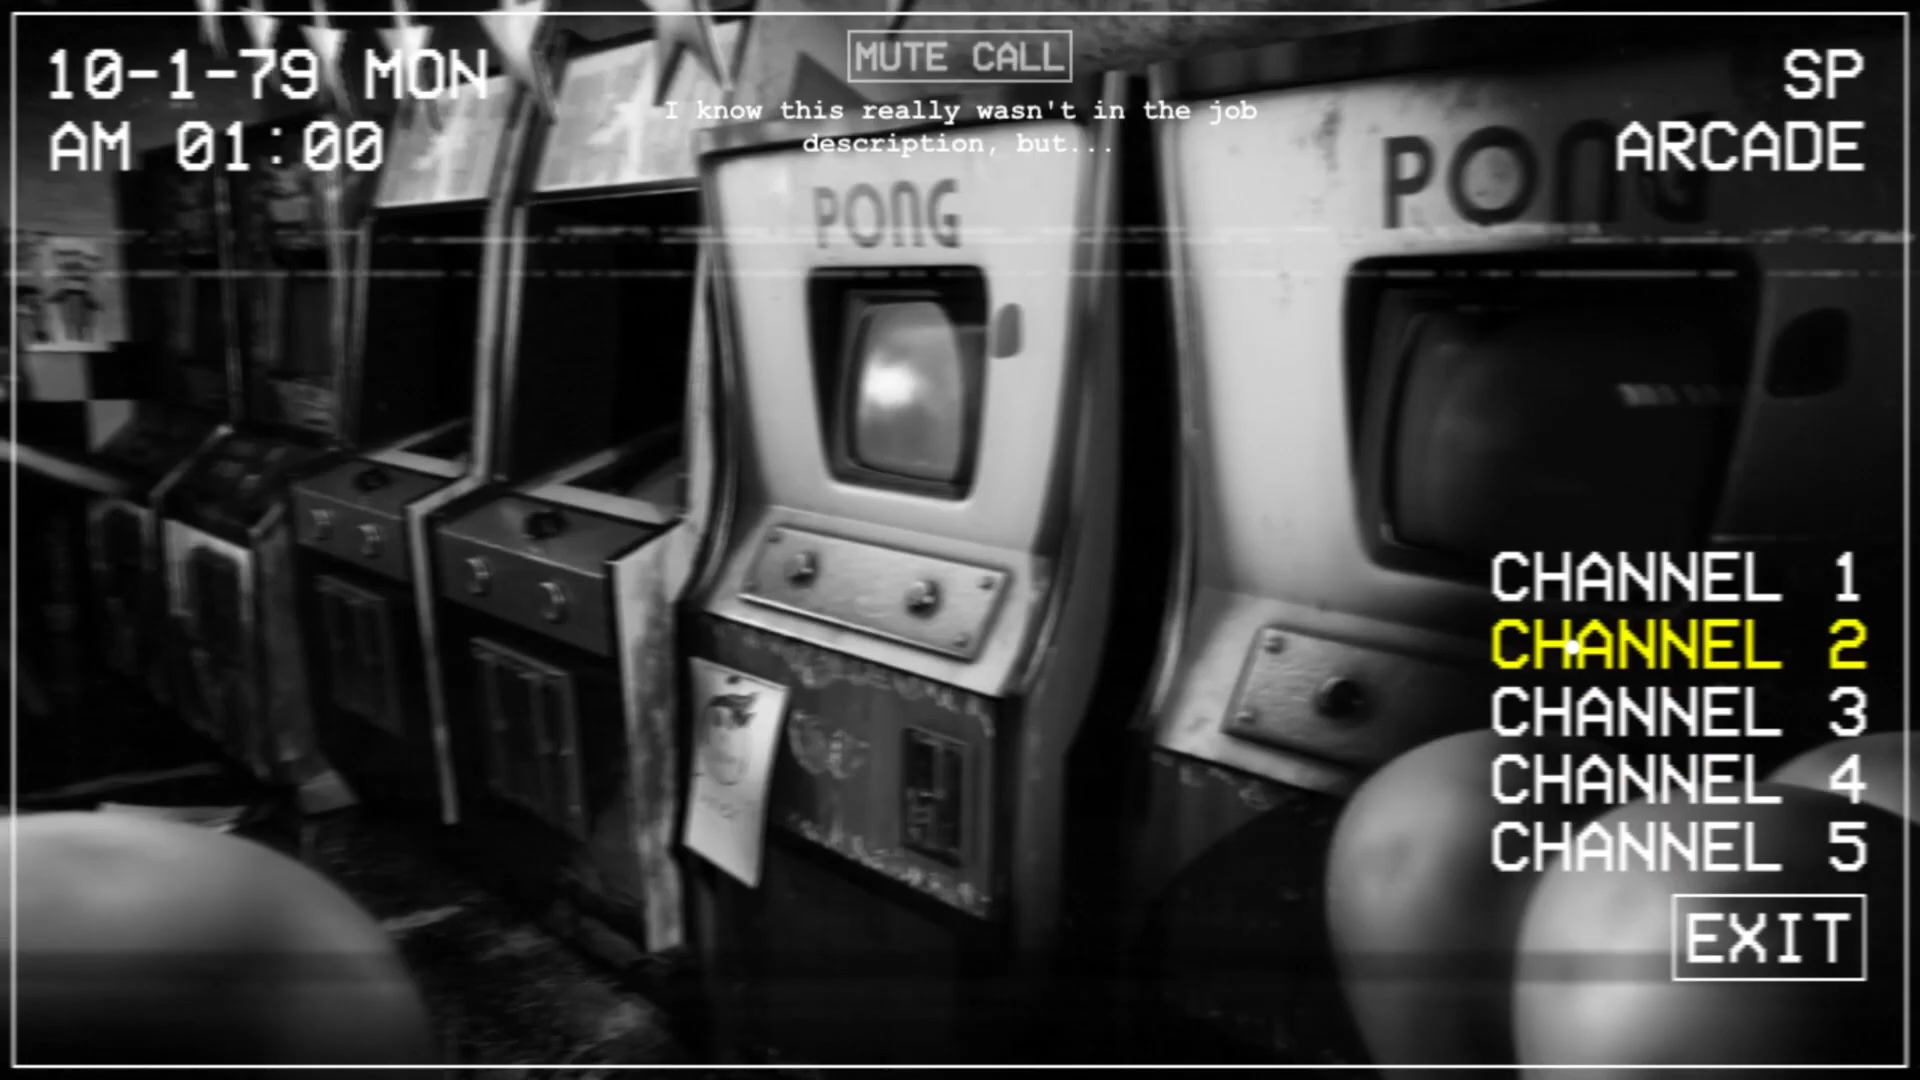 10-1-79 MON
AM 01:00
MUTE CALL
I know this really wasn't in the job
description, but...
SP
ARCADE
PONG
PONG
CHANNEL 1
CHANNEL 2
CHANNEL 3
CHANNEL 4
CHANNEL 5
EXIT